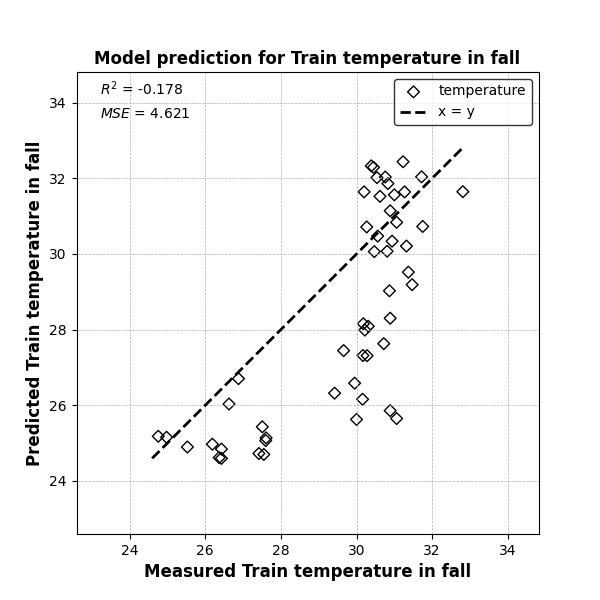 Model prediction for Train temperature in fall
R² = -0.178
MSE = 4.621
temperature
x = y
34
32
30
28
26
24
Predicted Train temperature in fall
24 26 28 30 32 34
Measured Train temperature in fall